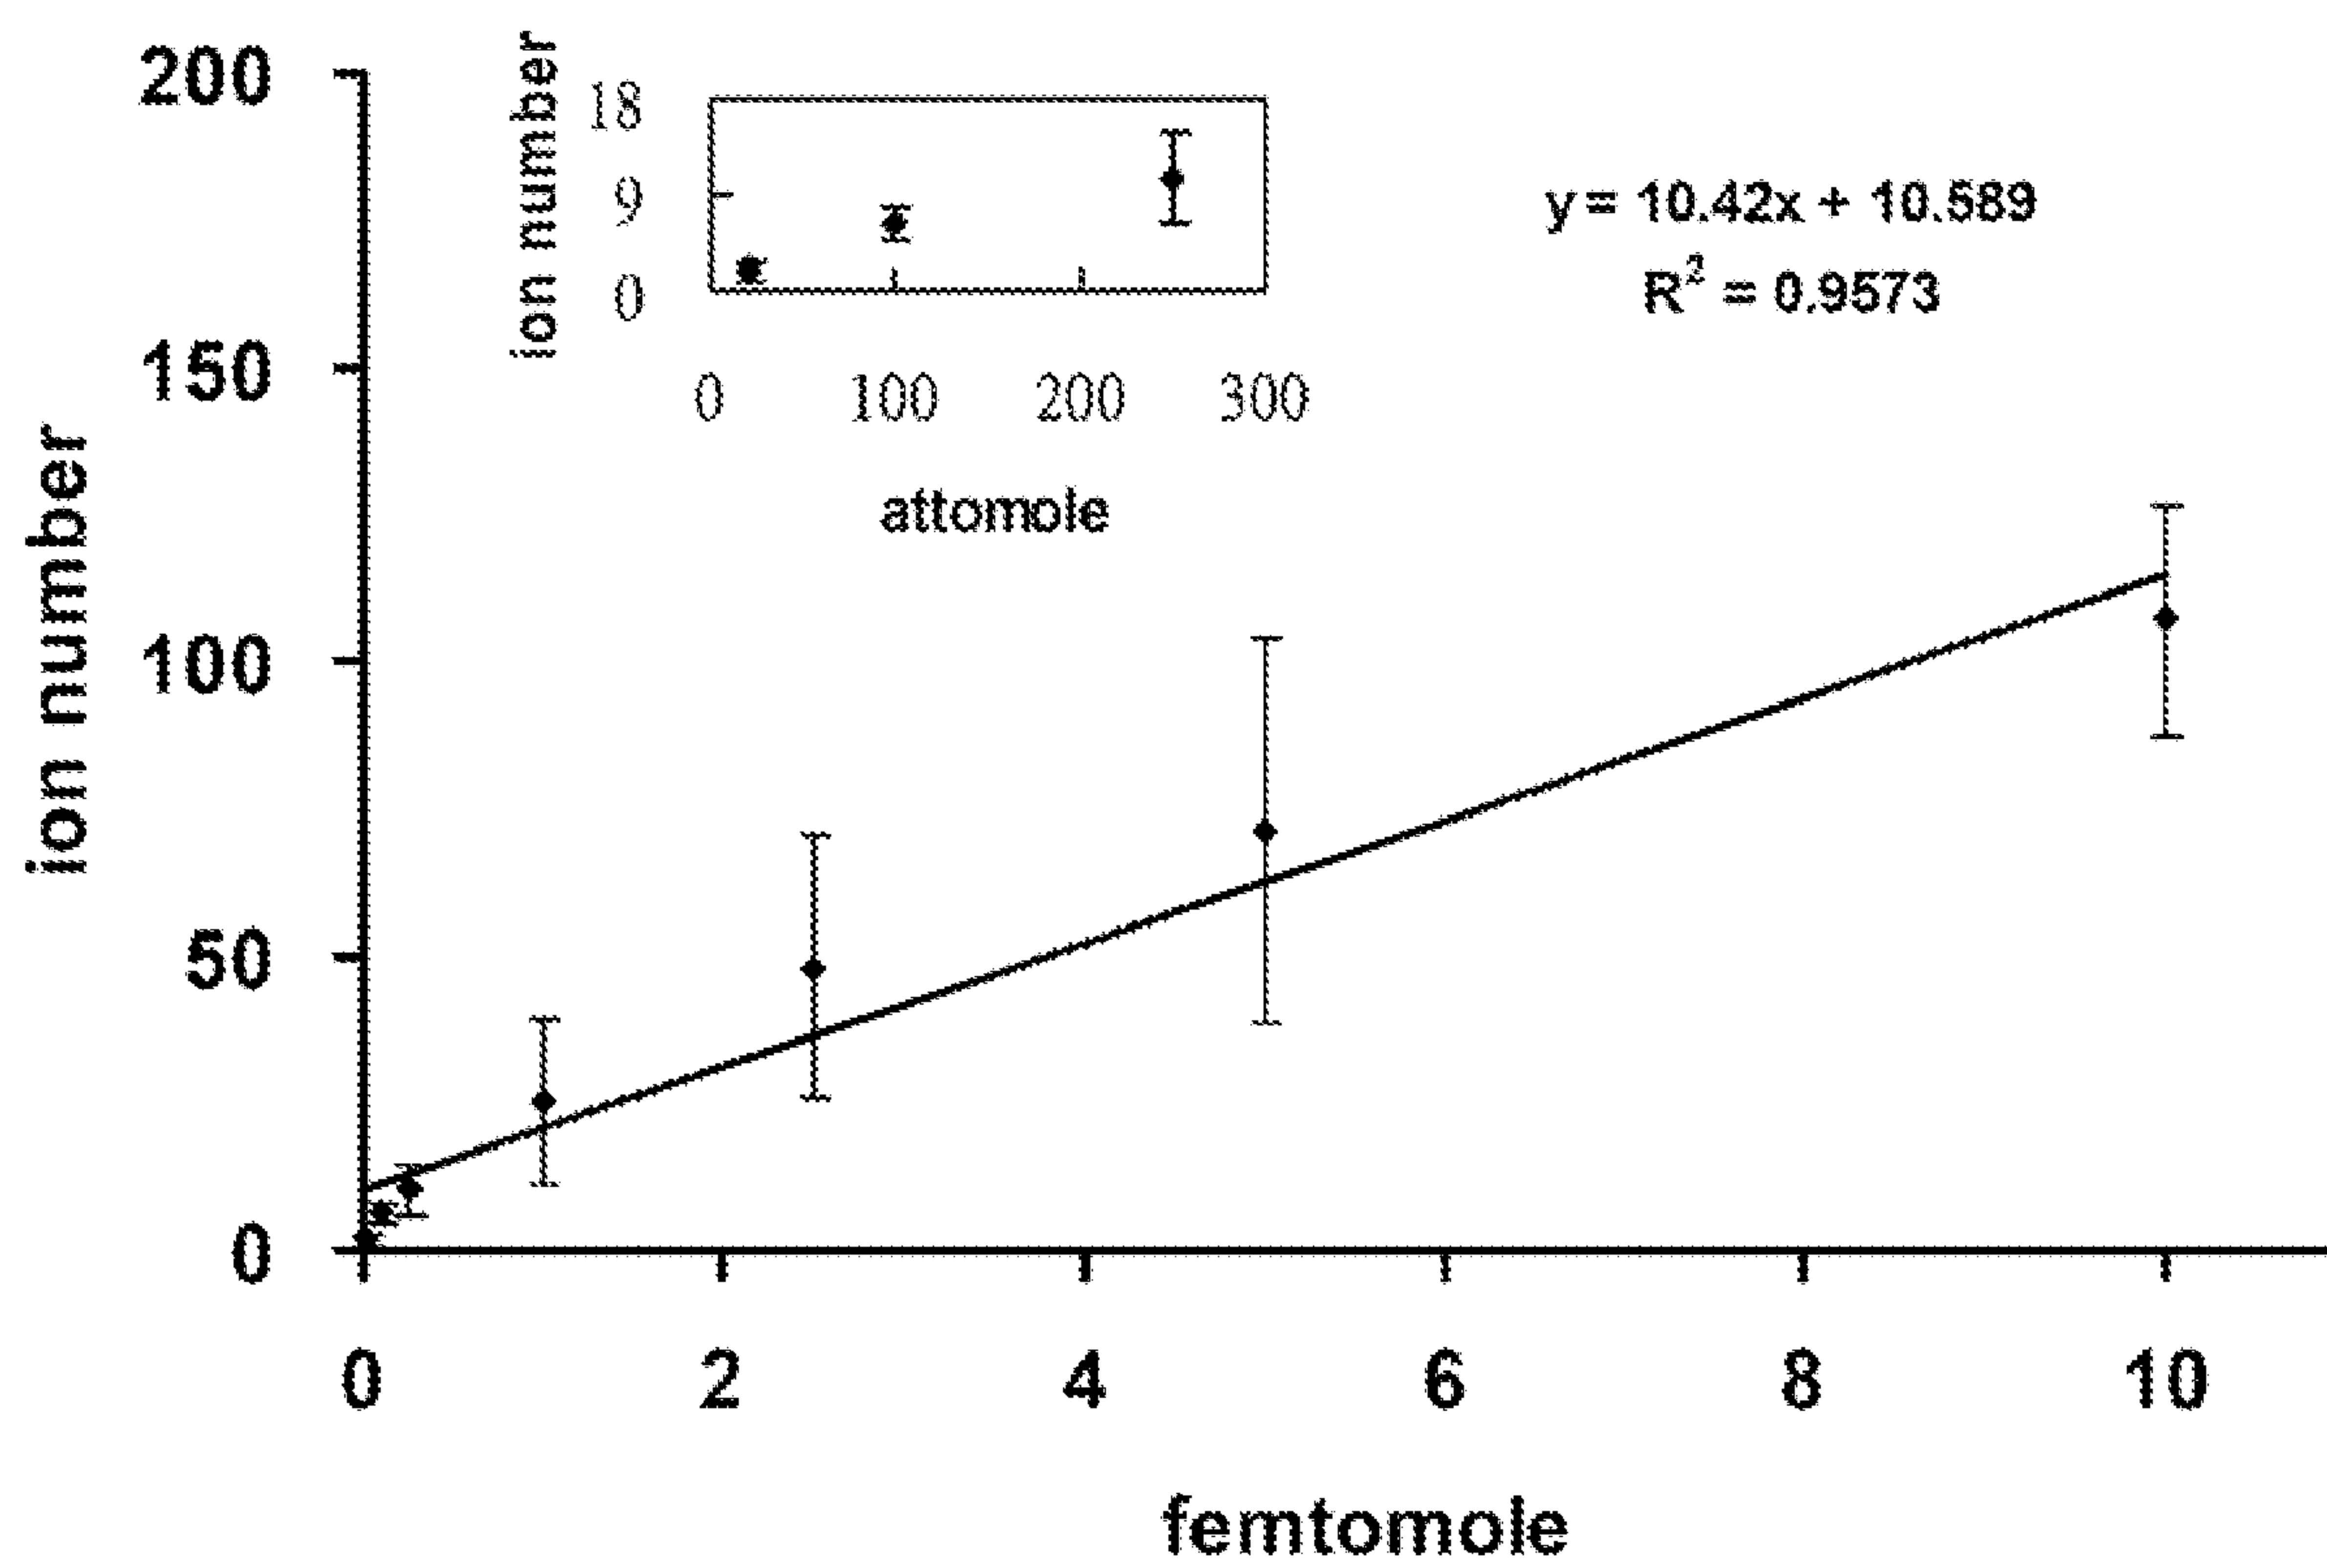 ion number
200
150
100
50
0
ion number
18
9
0
0 100 200 300
attomole
y = 10.42x + 10.589
R² = 0.9573
0 2 4 6 8 10
femtomole